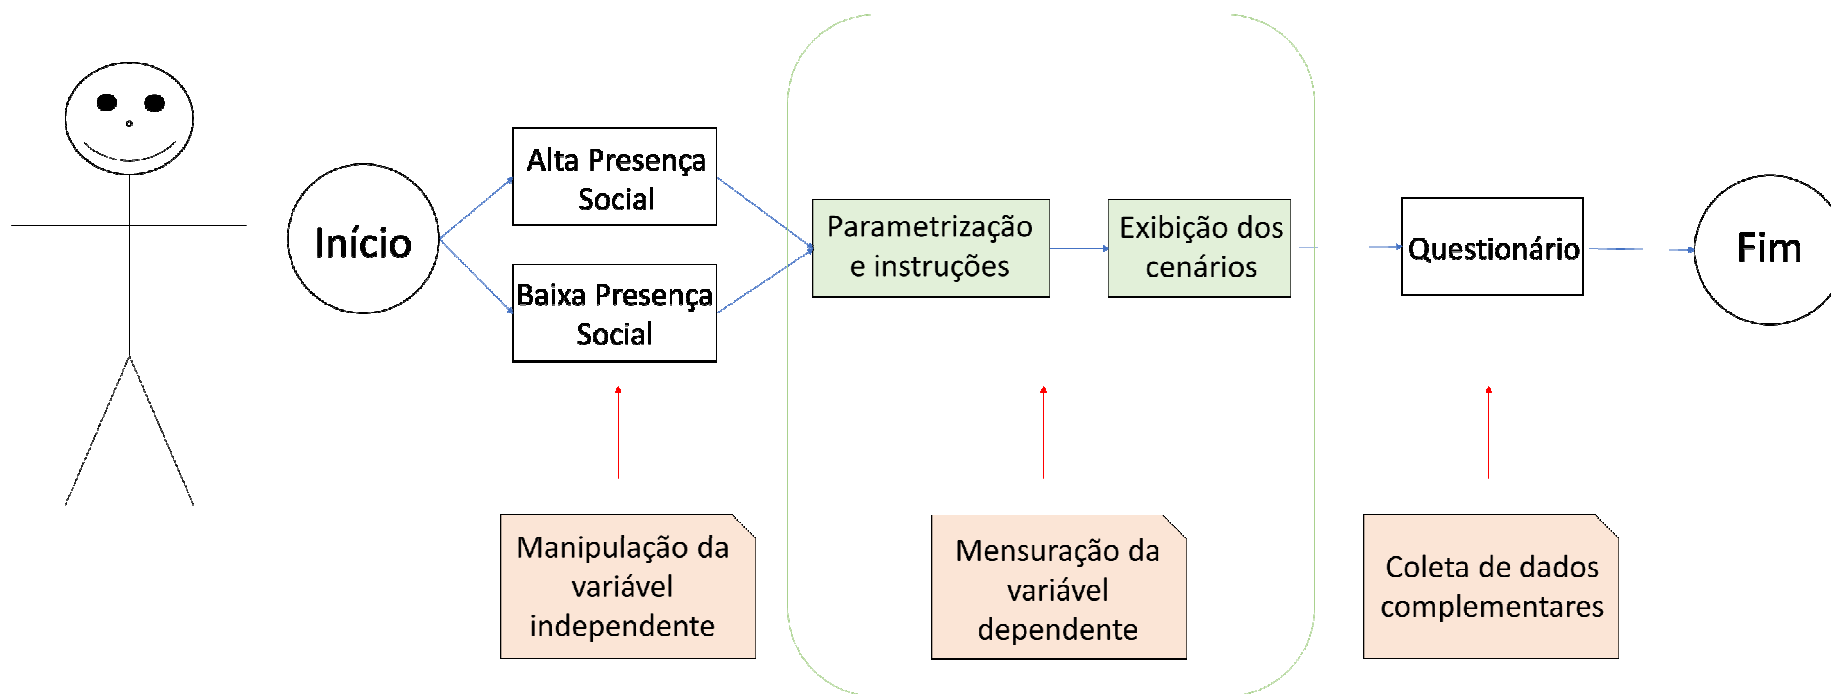 Início
Alta Presença
Social
Baixa Presença
Social
Parametrização
e instruções
Exibição dos
cenários
Questionário
Fim
Manipulação da
variável
independente
Mensuração da
variável
dependente
Coleta de dados
complementares